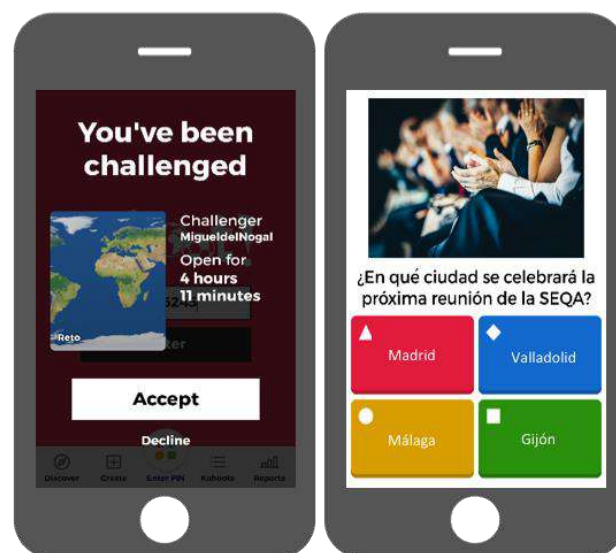 You've been
challenged
Challenger
MigueldelNogal
Open for
4 hours
11 minutes
Reto
Accept
Decline
Discover
Create
Enter PIN
Kahoots
Reports
¿En qué ciudad se celebrará la
próxima reunión de la SEQA?
Madrid
Valladolid
Málaga
Gijón